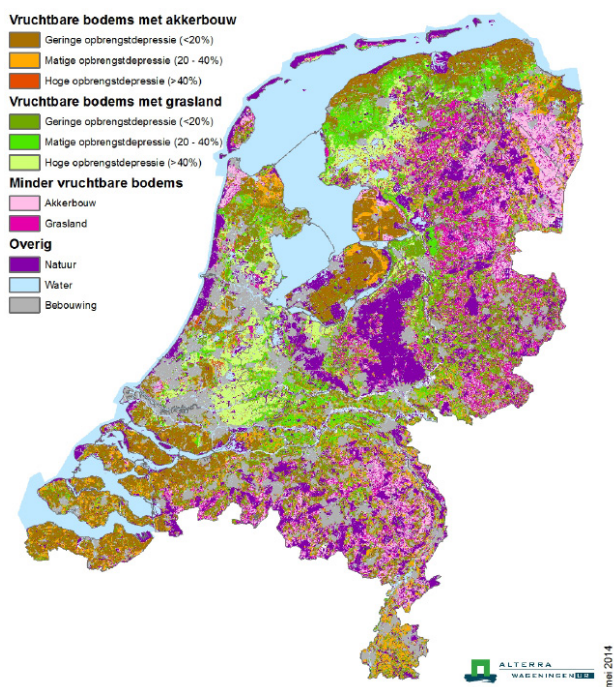 Vruchtbare bodems met akkerbouw
Geringe opbrengstdepressie (<20%)
Matige opbrengstdepressie (20 - 40%)
Hoge opbrengstdepressie (>40%)
Vruchtbare bodems met grasland
Geringe opbrengstdepressie (<20%)
Matige opbrengstdepressie (20 - 40%)
Hoge opbrengstdepressie (>40%)
Minder vruchtbare bodems
Akkerbouw
Grasland
Overig
Natuur
Water
Bebouwing
ALTERRA
WAGENINGEN UR
mei 2014